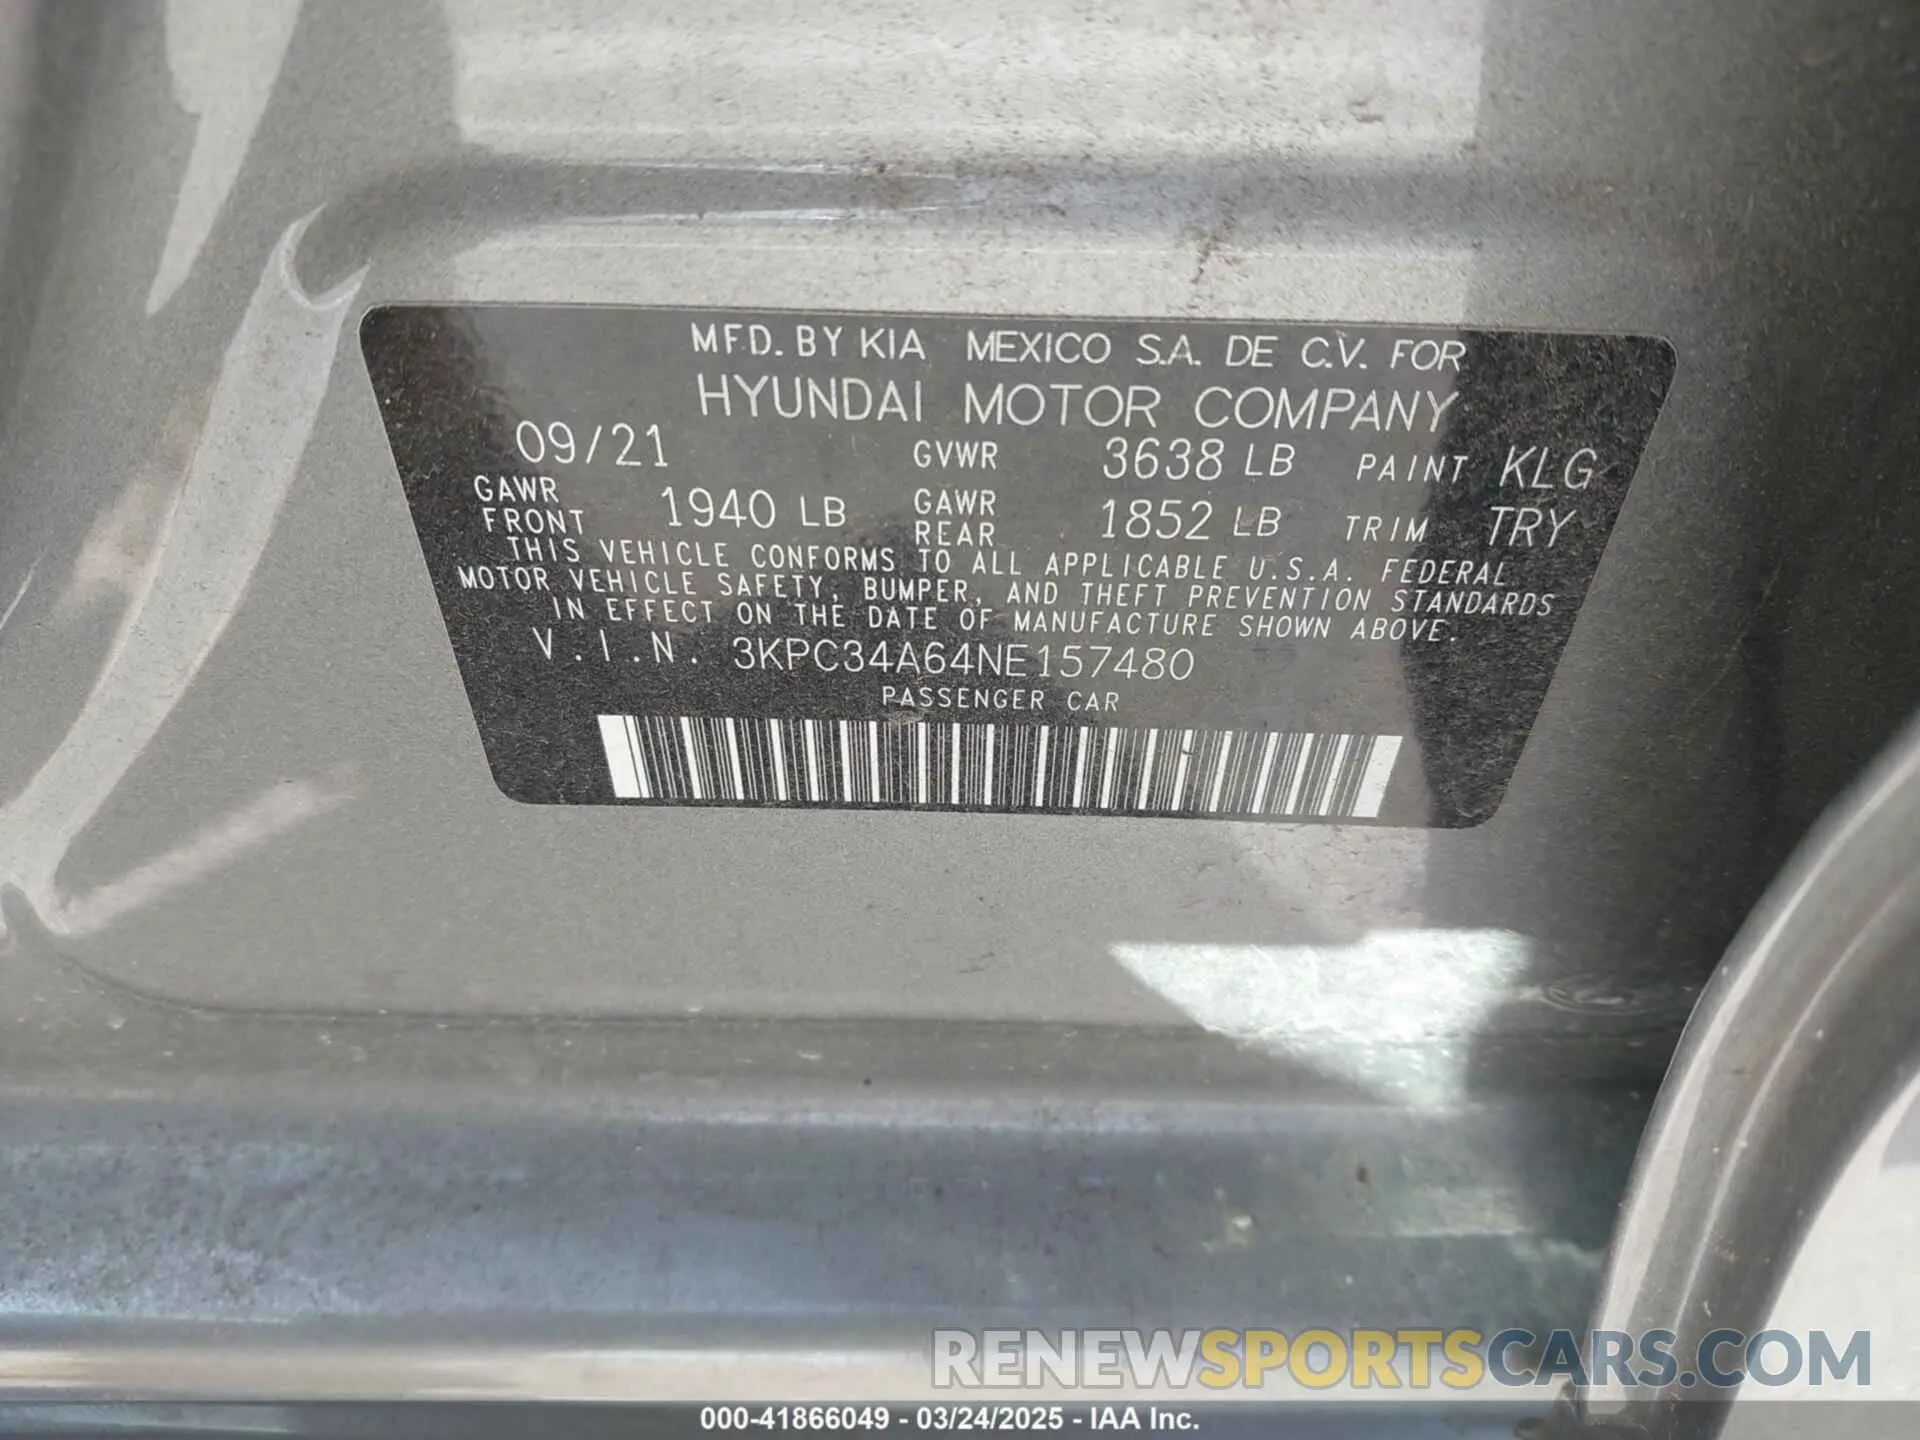 MFD. BY KIA MEXICO S.A. DE C.V. FOR
HYUNDAI MOTOR COMPANY
09/21 GVWR 3638 LB PAINT KLG
GAWR FRONT 1940 LB GAWR REAR 1852 LB TRIM TRY
THIS VEHICLE CONFORMS TO ALL APPLICABLE U.S.A. FEDERAL
MOTOR VEHICLE SAFETY, BUMPER, AND THEFT PREVENTION STANDARDS
IN EFFECT ON THE DATE OF MANUFACTURE SHOWN ABOVE.
V.I.N. 3KPC34A64NE157480
PASSENGER CAR
RENEWSPORTSCARS.COM
000-41866049 - 03/24/2025 - IAA Inc.